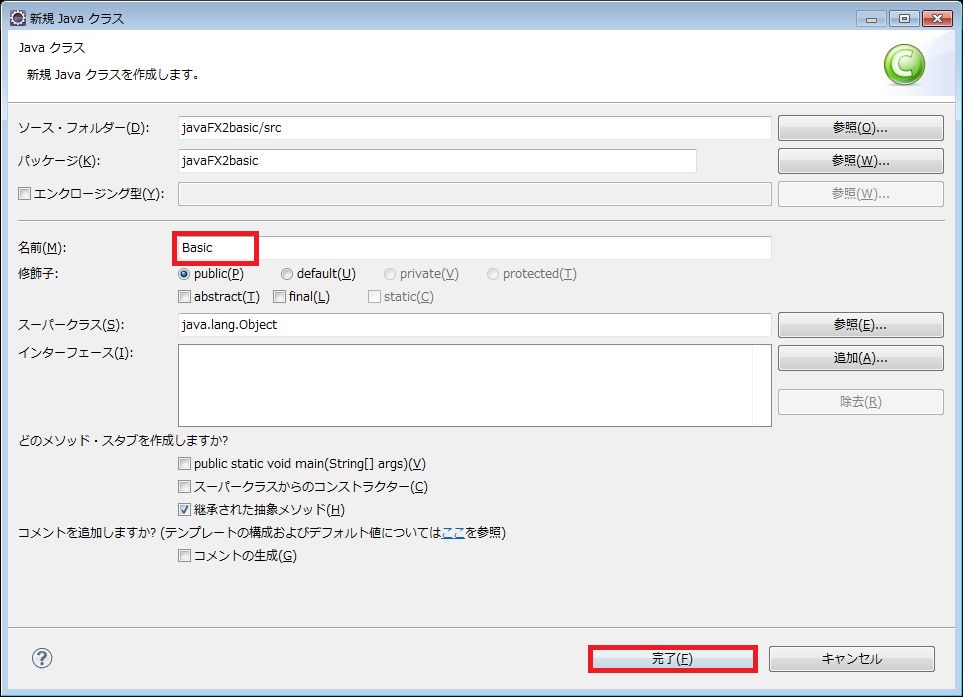 新規 Java クラス
Java クラス
新規 Java クラスを作成します。
C
ソース・フォルダー(D): javaFX2basic/src 参照(O)...
パッケージ(K): javaFX2basic 参照(W)...
エンクロージング型(Y): 参照(W)...
名前(M): Basic
修飾子: public(P) default(U) private(V) protected(T)
abstract(T) final(L) static(C)
スーパークラス(S): java.lang.Object 参照(E)...
インターフェース(I): 追加(A)...
除去(R)
どのメソッド・スタブを作成しますか?
public static void main(String[] args)(V)
スーパークラスからのコンストラクター(C)
継承された抽象メソッド(H)
コメントを追加しますか? (テンプレートの構成およびデフォルト値についてはここを参照)
コメントの生成(G)
? 完了(F) キャンセル